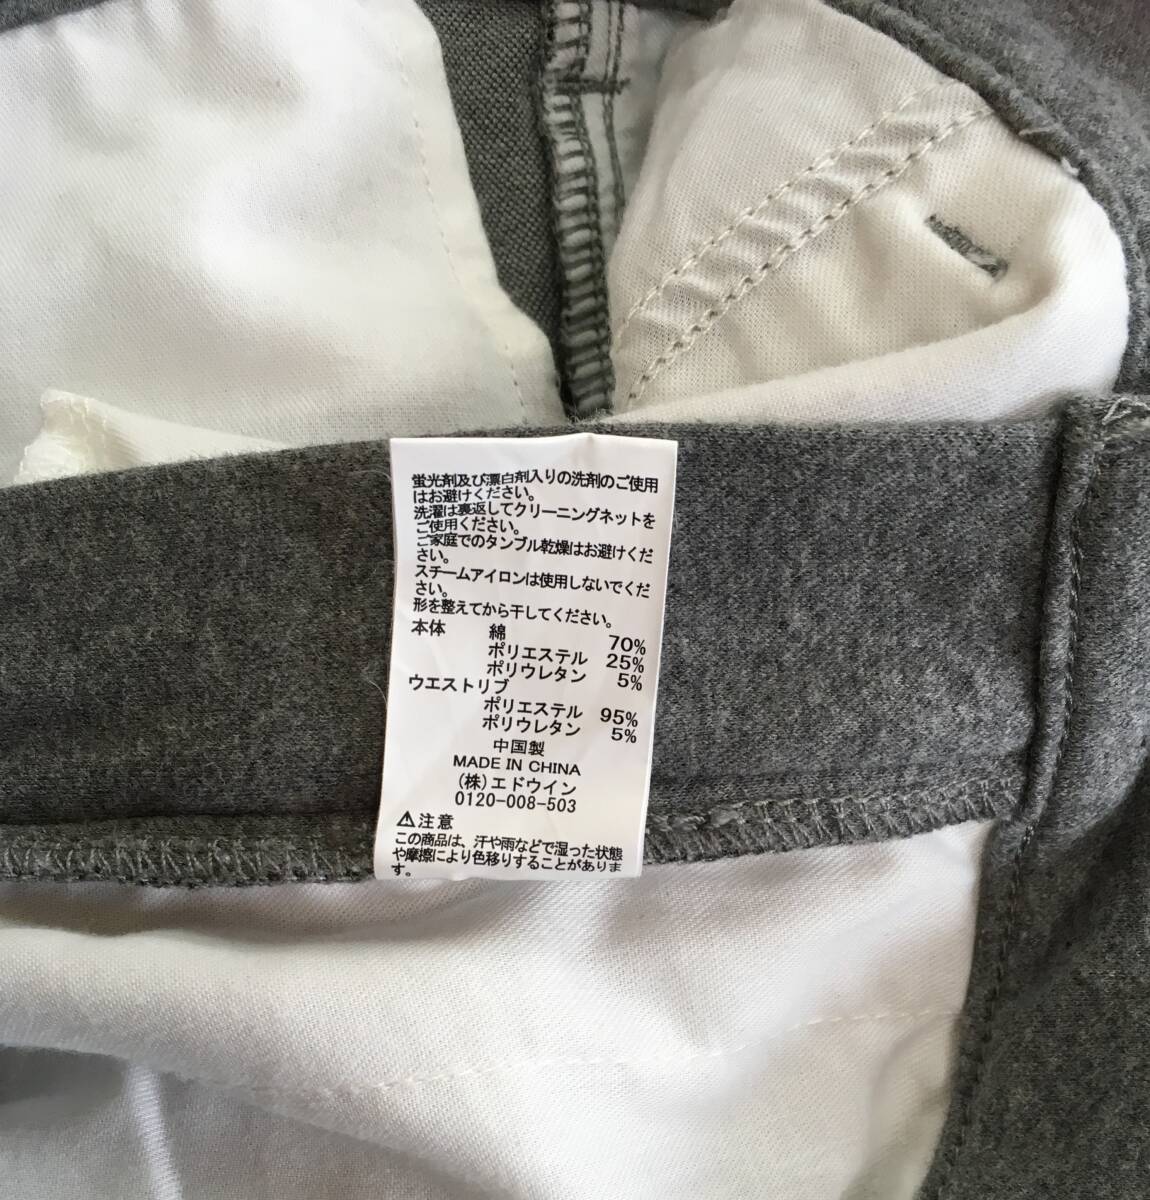 蛍光剤及び漂白剤入りの洗剤のご使用
はお避けください。
洗濯は裏返してクリーニングネットを
ご使用ください。
ご家庭でのタンブル乾燥はお避けくだ
さい。
スチームアイロンは使用しないでくだ
さい。
形を整えてから干してください。
本体 綿 70%
ポリエステル 25%
ポリウレタン 5%
ウエストリブ
ポリエステル 95%
ポリウレタン 5%
中国製
MADE IN CHINA
(株)エドウイン
0120-008-503
⚠注意
この商品は、汗や雨などで湿った状態
や摩擦により色移りすることがありま
す。